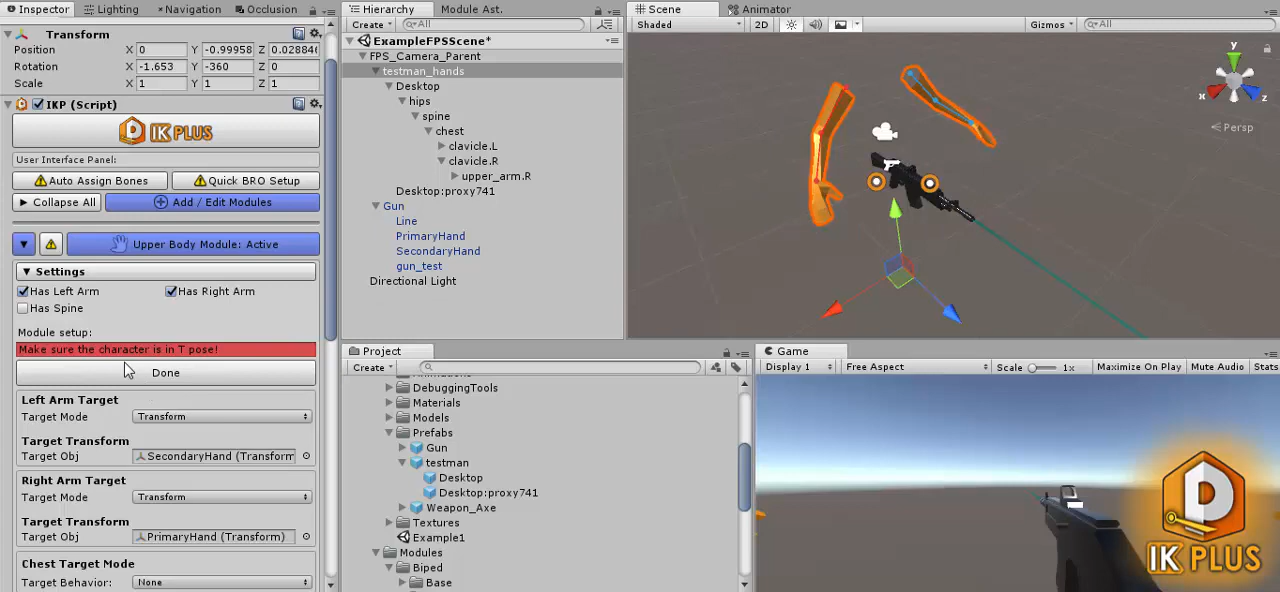 Inspector
Lighting
Navigation
Occlusion
Transform
Position X 0 Y -0.99958 Z 0.02884
Rotation X -1.653 Y -360 Z 0
Scale X 1 Y 1 Z 1
IKP (Script)
IK PLUS
User Interface Panel:
Auto Assign Bones
Quick BRO Setup
Collapse All
Add / Edit Modules
Upper Body Module: Active
Settings
Has Left Arm
Has Right Arm
Has Spine
Module setup:
Make sure the character is in T pose!
Done
Left Arm Target
Target Mode Transform
Target Transform
Target Obj SecondaryHand (Transform
Right Arm Target
Target Mode Transform
Target Transform
Target Obj PrimaryHand (Transform)
Chest Target Mode
Target Behavior: None
Hierarchy
Module Ast.
Create All
ExampleFPSScene*
FPS_Camera_Parent
testman_hands
Desktop
hips
spine
chest
clavicle.L
clavicle.R
upper_arm.R
Desktop:proxy741
Gun
Line
PrimaryHand
SecondaryHand
gun_test
Directional Light
Project
Create
DebuggingTools
Materials
Models
Prefabs
Gun
testman
Desktop
Desktop:proxy741
Weapon_Axe
Textures
Example1
Modules
Biped
Base
Scene
Animator
Shaded
2D
Gizmos
All
y
x
z
Persp
Game
Display 1
Free Aspect
Scale 1x
Maximize On Play
Mute Audio
Stats
IK PLUS